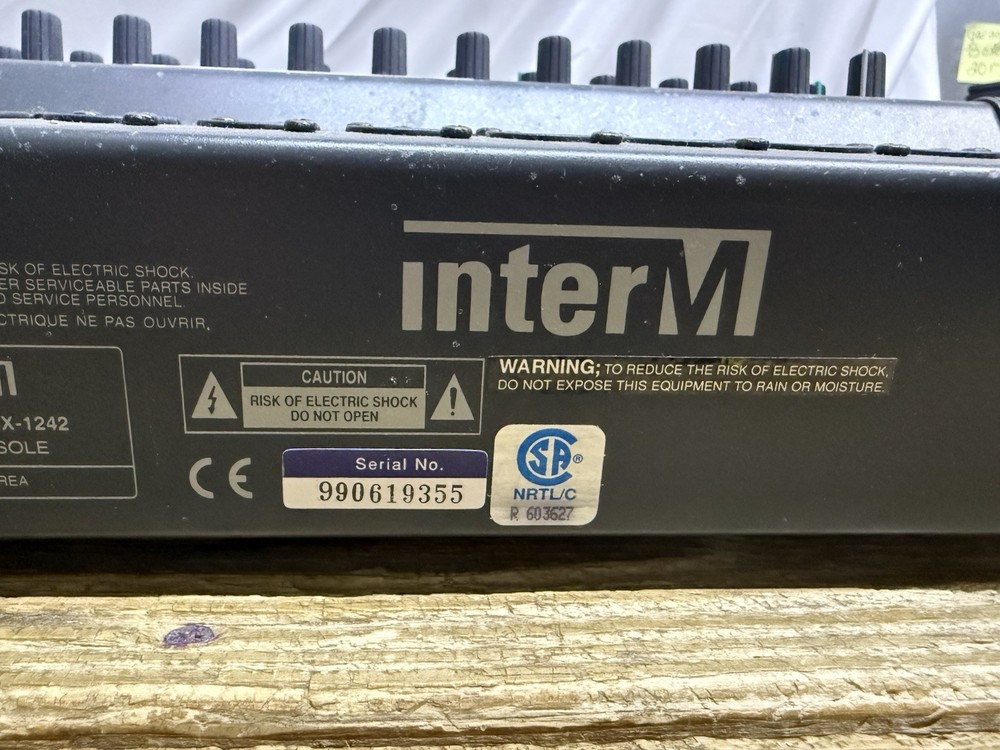 SK OF ELECTRIC SHOCK.
ER SERVICEABLE PARTS INSIDE
O SERVICE PERSONNEL.
CTRIQUE NE PAS OUVRIR.
interM
X-1242
SOLE
REA
CAUTION
RISK OF ELECTRIC SHOCK
DO NOT OPEN
WARNING; TO REDUCE THE RISK OF ELECTRIC SHOCK,
DO NOT EXPOSE THIS EQUIPMENT TO RAIN OR MOISTURE.
CE
Serial No.
990619355
CSA®
NRTL/C
R 603627